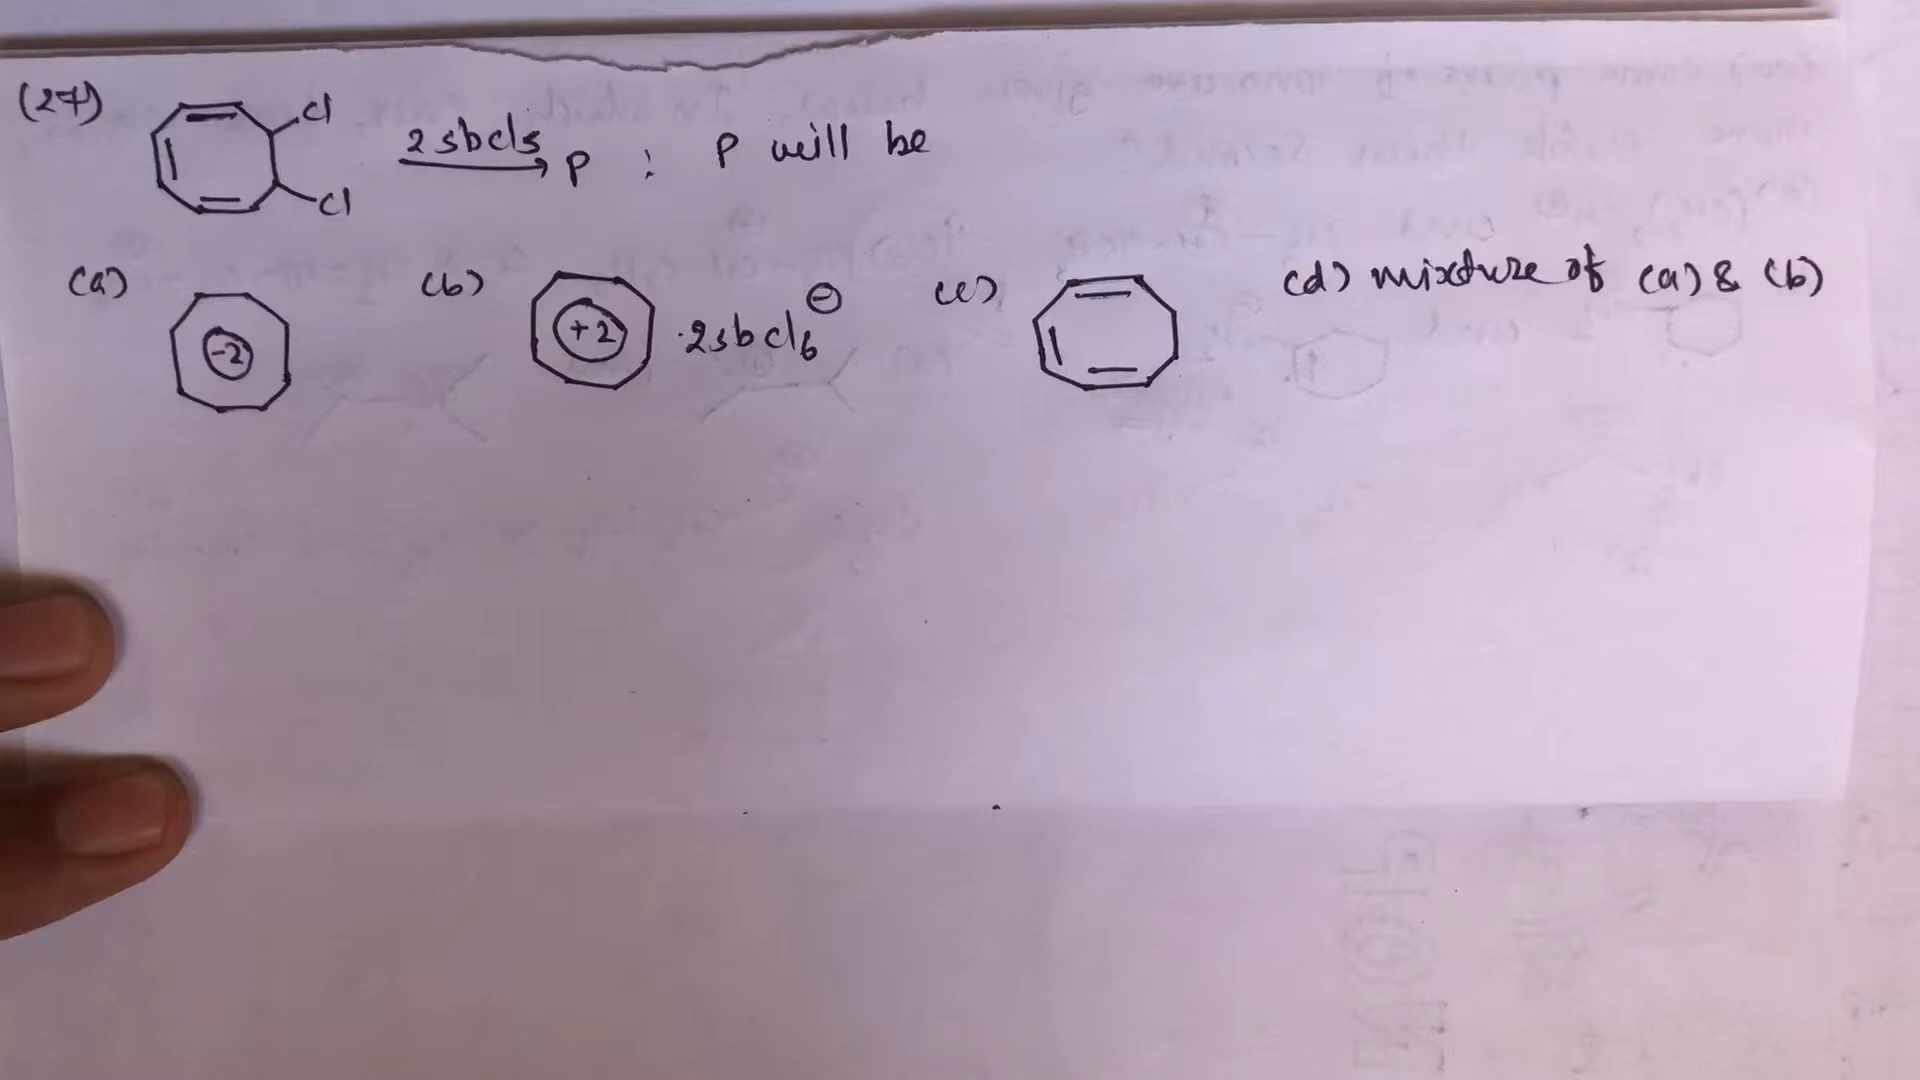 (27) Cl
Cl
2sbcl5 P : P will be
(a) -2 (b) +2 .2sbcl6⊖ (c) (d) mixture of (a) & (b)